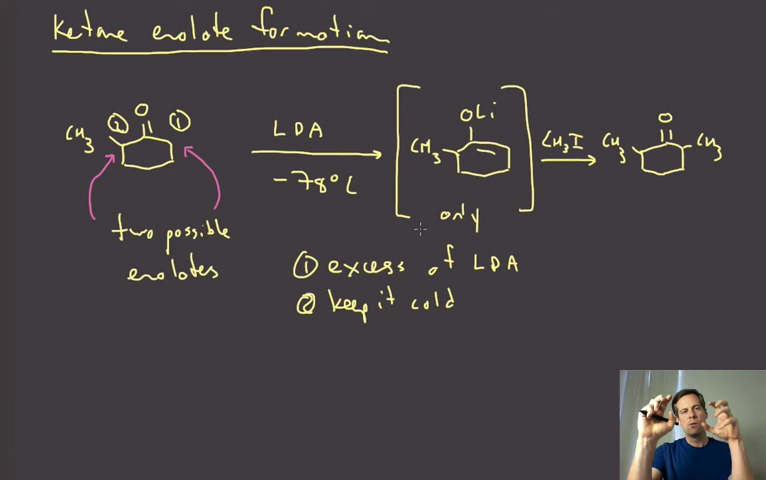 Ketone enolate formation
O
CH3 ② ①
LDA
-78°C
OLi
CH3
only
CH3I
O
CH3 CH3
two possible
enolates
① excess of LDA
② keep it cold